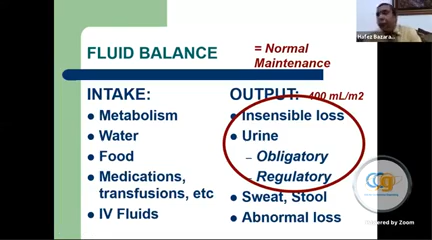 Hafez Bazara...
FLUID BALANCE
= Normal
Maintenance
INTAKE:
Metabolism
Water
Food
Medications,
transfusions, etc
IV Fluids
OUTPUT:
400 mL/m2
Insensible loss
Urine
– Obligatory
– Regulatory
Sweat, Stool
Abnormal loss
Powered by Zoom